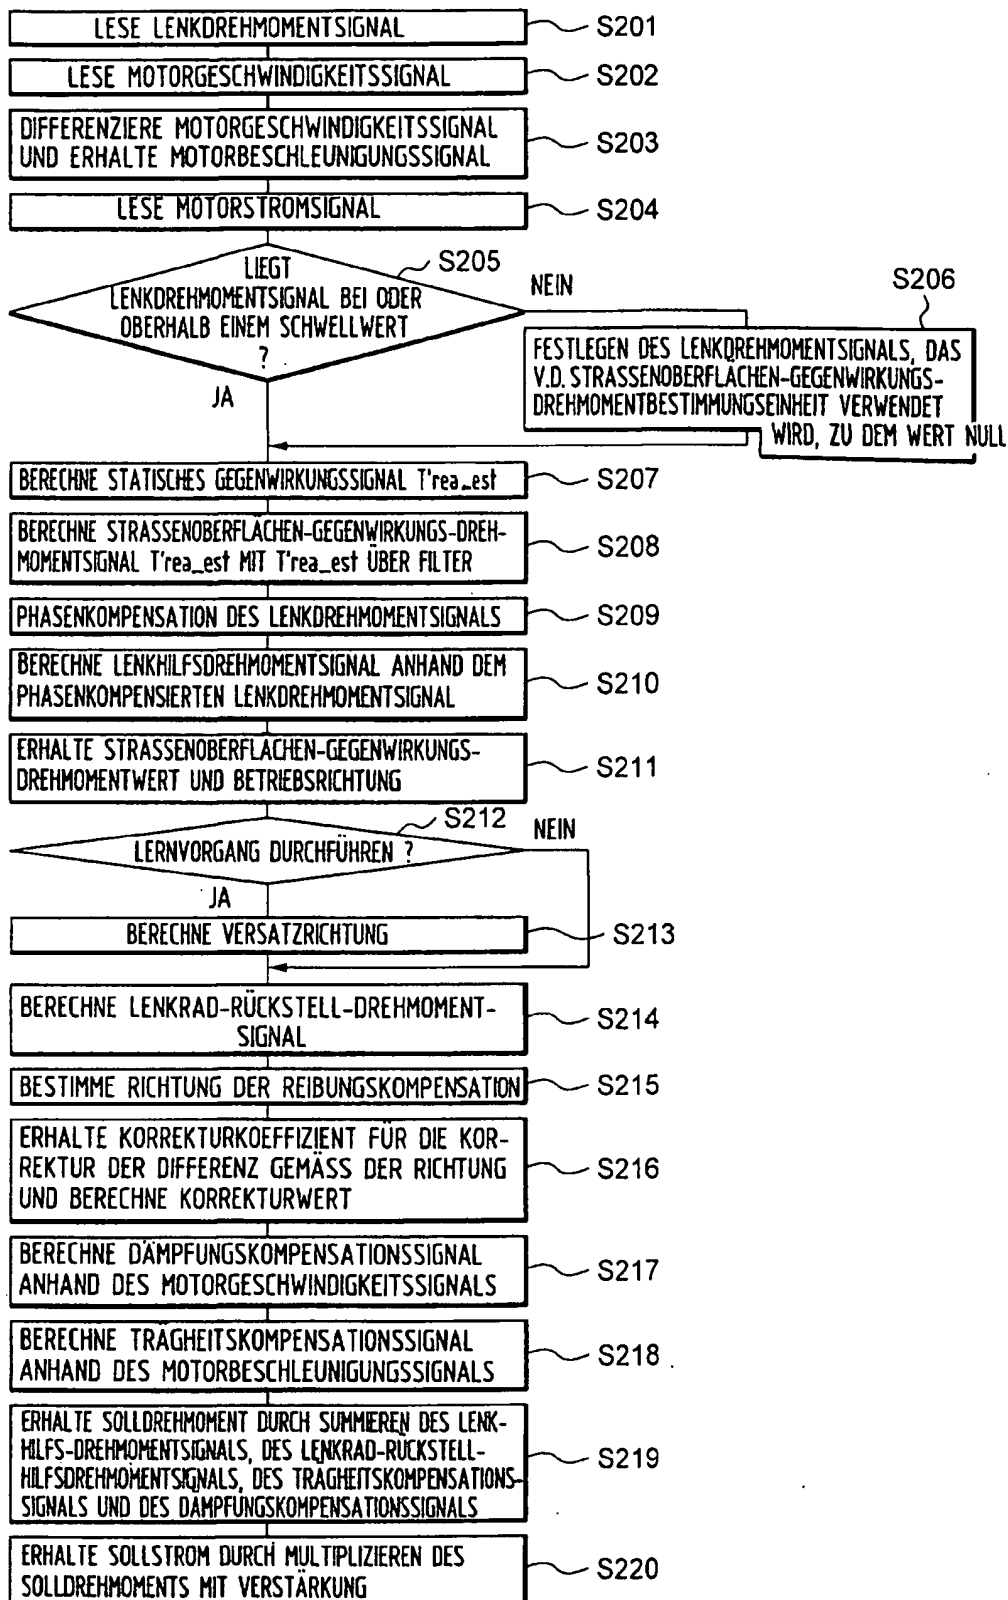 LESE LENKDREHMOMENTSIGNAL
S201
LESE MOTORGESCHWINDIGKEITSSIGNAL
S202
DIFFERENZIERE MOTORGESCHWINDIGKEITSSIGNAL
UND ERHALTE MOTORBESCHLEUNIGUNGSSIGNAL
S203
LESE MOTORSTROMSIGNAL
S204
LIEGT
LENKDREHMOMENTSIGNAL BEI ODER
OBERHALB EINEM SCHWELLWERT
?
S205
NEIN
JA
S206
FESTLEGEN DES LENKDREHMOMENTSIGNALS, DAS
V.D. STRASSENOBERFLÄCHEN-GEGENWIRKUNGS-
DREHMOMENTBESTIMMUNGSEINHEIT VERWENDET
WIRD, ZU DEM WERT NULL
BERECHNE STATISCHES GEGENWIRKUNGSSIGNAL T'rea_est
S207
BERECHNE STRASSENOBERFLÄCHEN-GEGENWIRKUNGS-DREH-
MOMENTSIGNAL T'rea_est MIT T'rea_est ÜBER FILTER
S208
PHASENKOMPENSATION DES LENKDREHMOMENTSIGNALS
S209
BERECHNE LENKHILFSDREHMOMENTSIGNAL ANHAND DEM
PHASENKOMPENSIERTEN LENKDREHMOMENTSIGNAL
S210
ERHALTE STRASSENOBERFLÄCHEN-GEGENWIRKUNGS-
DREHMOMENTWERT UND BETRIEBSRICHTUNG
S211
S212
LERNVORGANG DURCHFÜHREN ?
NEIN
JA
BERECHNE VERSATZRICHTUNG
S213
BERECHNE LENKRAD-RÜCKSTELL-DREHMOMENT-
SIGNAL
S214
BESTIMME RICHTUNG DER REIBUNGSKOMPENSATION
S215
ERHALTE KORREKTURKOEFFIZIENT FÜR DIE KOR-
REKTUR DER DIFFERENZ GEMÄSS DER RICHTUNG
UND BERECHNE KORREKTURWERT
S216
BERECHNE DÄMPFUNGSKOMPENSATIONSSIGNAL
ANHAND DES MOTORGESCHWINDIGKEITSSIGNALS
S217
BERECHNE TRÄGHEITSKOMPENSATIONSSIGNAL
ANHAND DES MOTORBESCHLEUNIGUNGSSIGNALS
S218
ERHALTE SOLLDREHMOMENT DURCH SUMMIEREN DES LENK-
HILFS-DREHMOMENTSIGNALS, DES LENKRAD-RÜCKSTELL-
HILFSDREHMOMENTSIGNALS, DES TRÄGHEITSKOMPENSATIONS-
SIGNALS UND DES DÄMPFUNGSKOMPENSATIONSSIGNALS
S219
ERHALTE SOLLSTROM DURCH MULTIPLIZIEREN DES
SOLLDREHMOMENTS MIT VERSTÄRKUNG
S220